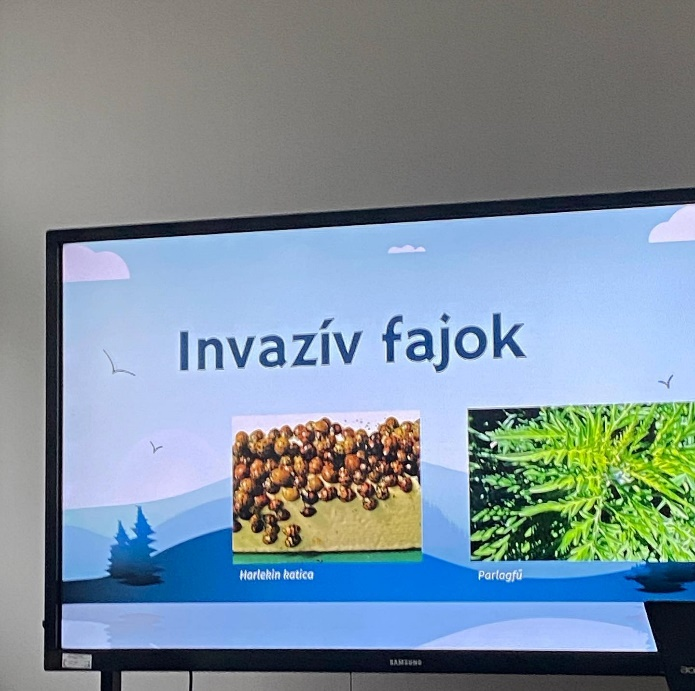 Invazív fajok
Harlekin katica
Parlagfű
SAMSUNG